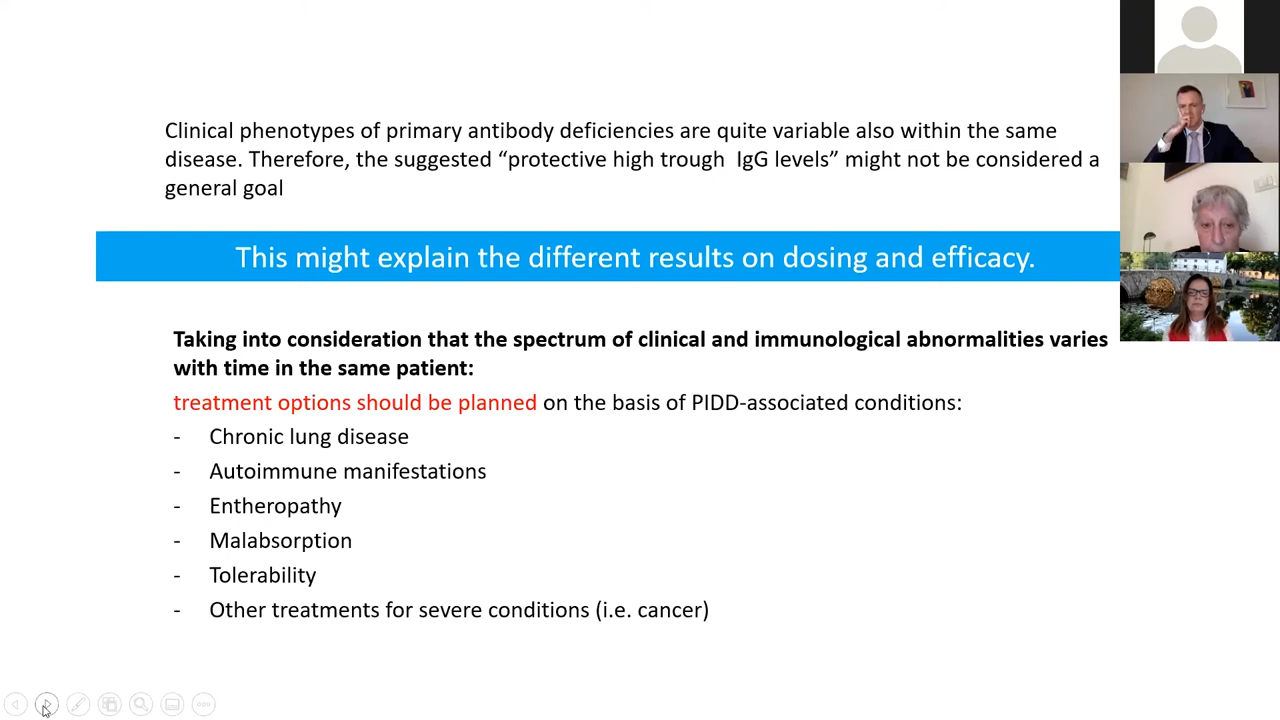 Clinical phenotypes of primary antibody deficiencies are quite variable also within the same
disease. Therefore, the suggested “protective high trough  IgG levels” might not be considered a
general goal
This might explain the different results on dosing and efficacy.
Taking into consideration that the spectrum of clinical and immunological abnormalities varies
with time in the same patient:
treatment options should be planned on the basis of PIDD-associated conditions:
- Chronic lung disease
- Autoimmune manifestations
- Entheropathy
- Malabsorption
- Tolerability
- Other treatments for severe conditions (i.e. cancer)